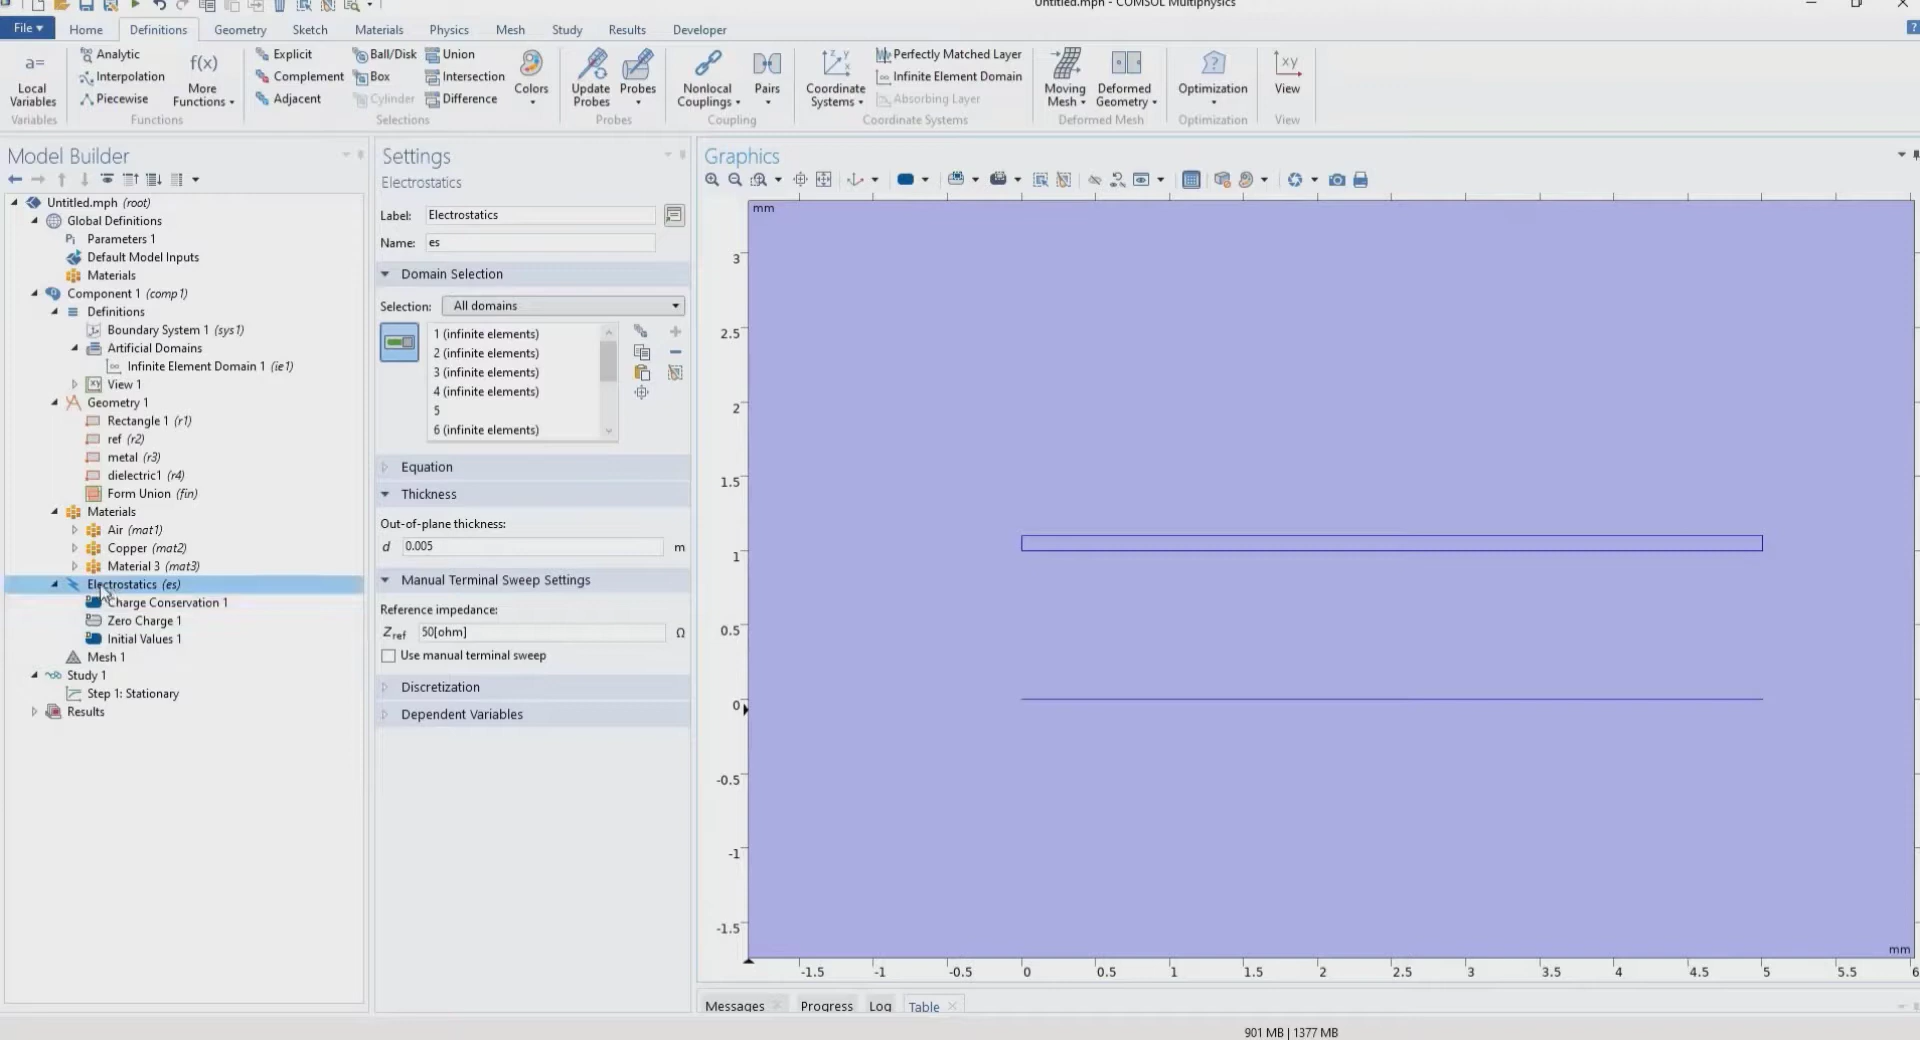 Untitled.mph - COMSOL Multiphysics
File Home Definitions Geometry Sketch Materials Physics Mesh Study Results Developer
a= Local Variables
Variables
Analytic
Interpolation
Piecewise
f(x) More Functions
Functions
Explicit
Complement
Adjacent
Ball/Disk
Box
Cylinder
Union
Intersection
Difference
Colors
Selections
Update Probes
Probes
Probes
Nonlocal Couplings
Pairs
Coupling
Coordinate Systems
Perfectly Matched Layer
Infinite Element Domain
Absorbing Layer
Coordinate Systems
Moving Mesh
Deformed Geometry
Deformed Mesh
Optimization
Optimization
View
View
Model Builder
Untitled.mph (root)
Global Definitions
Parameters 1
Default Model Inputs
Materials
Component 1 (comp1)
Definitions
Boundary System 1 (sys1)
Artificial Domains
Infinite Element Domain 1 (ie1)
View 1
Geometry 1
Rectangle 1 (r1)
ref (r2)
metal (r3)
dielectric1 (r4)
Form Union (fin)
Materials
Air (mat1)
Copper (mat2)
Material 3 (mat3)
Electrostatics (es)
Charge Conservation 1
Zero Charge 1
Initial Values 1
Mesh 1
Study 1
Step 1: Stationary
Results
Settings
Electrostatics
Label: Electrostatics
Name: es
Domain Selection
Selection: All domains
1 (infinite elements)
2 (infinite elements)
3 (infinite elements)
4 (infinite elements)
5
6 (infinite elements)
Equation
Thickness
Out-of-plane thickness:
d 0.005 m
Manual Terminal Sweep Settings
Reference impedance:
Zref 50[ohm] Ω
Use manual terminal sweep
Discretization
Dependent Variables
Graphics
mm
3
2.5
2
1.5
1
0.5
0
-0.5
-1
-1.5
mm
-1.5 -1 -0.5 0 0.5 1 1.5 2 2.5 3 3.5 4 4.5 5 5.5 6
Messages Progress Log Table
901 MB | 1377 MB